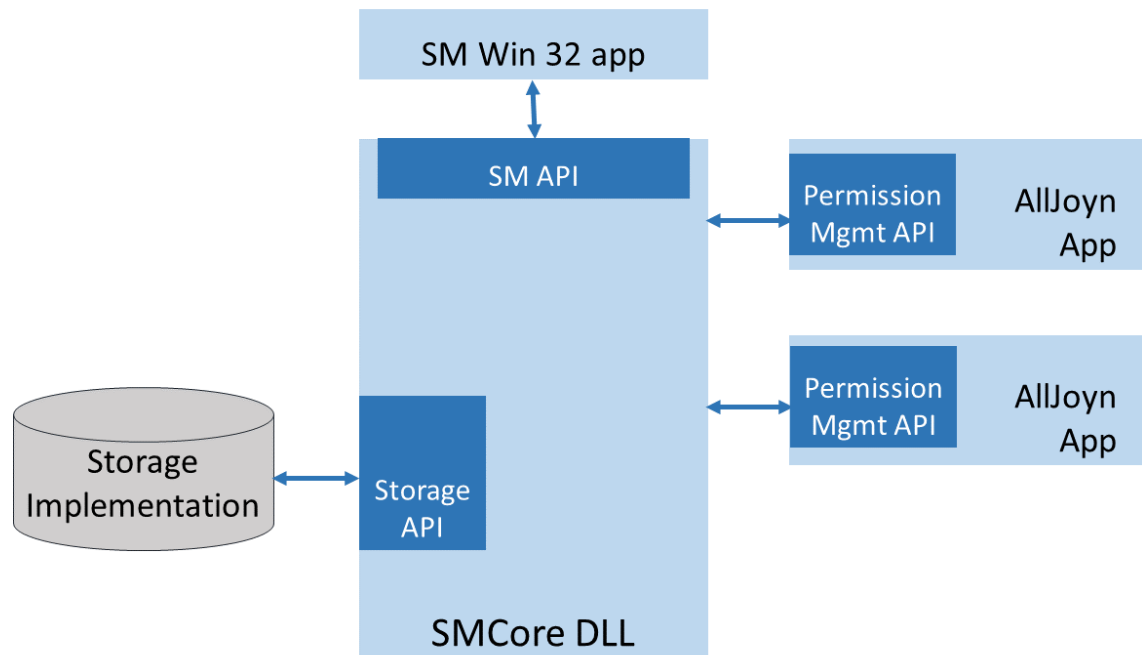 SM Win 32 app
SM API
Permission
Mgmt API
AllJoyn
App
Permission
Mgmt API
AllJoyn
App
Storage
Implementation
Storage
API
SMCore DLL